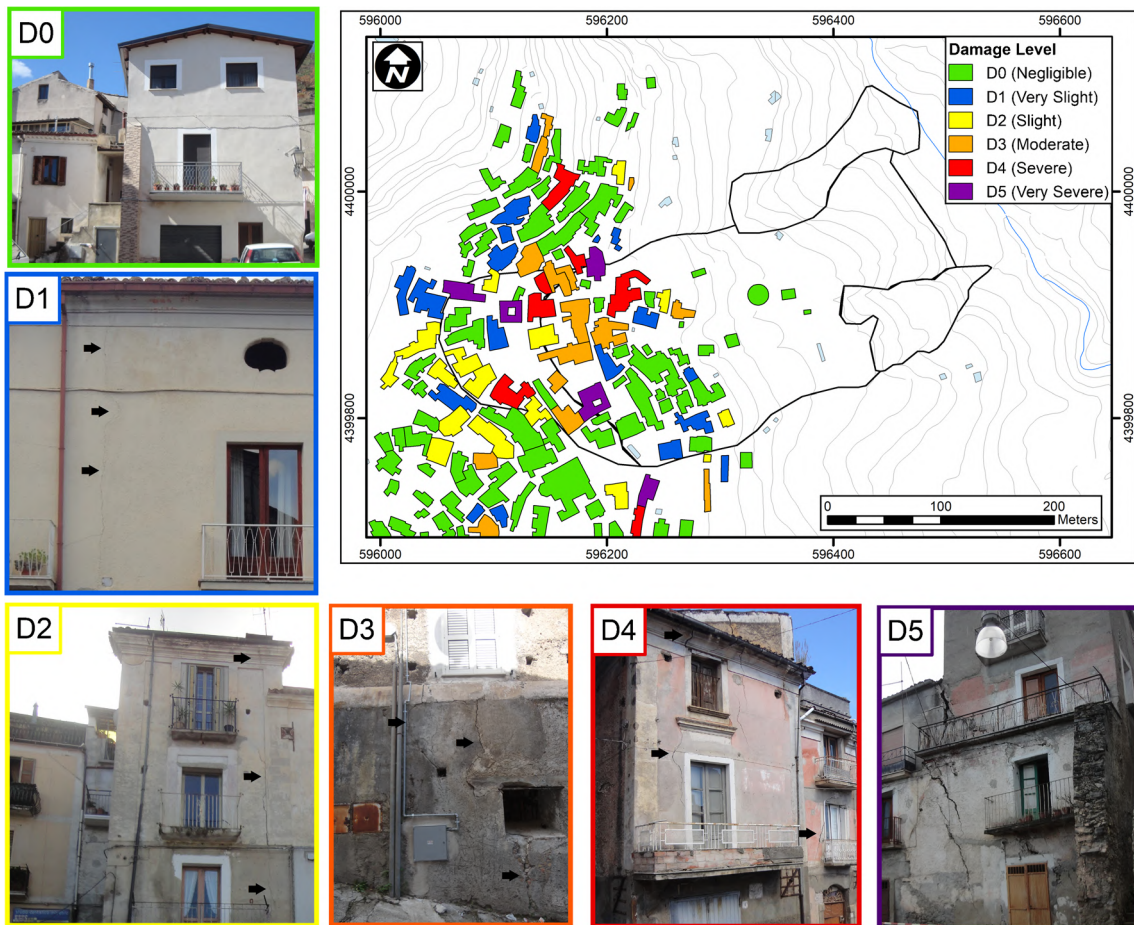 D0
596000
596200
596400
596600
N
Damage Level
D0 (Negligible)
D1 (Very Slight)
D2 (Slight)
D3 (Moderate)
D4 (Severe)
D5 (Very Severe)
4400000
4400000
D1
4399800
4399800
0
100
200
Meters
596000
596200
596400
596600
D2
D3
D4
D5